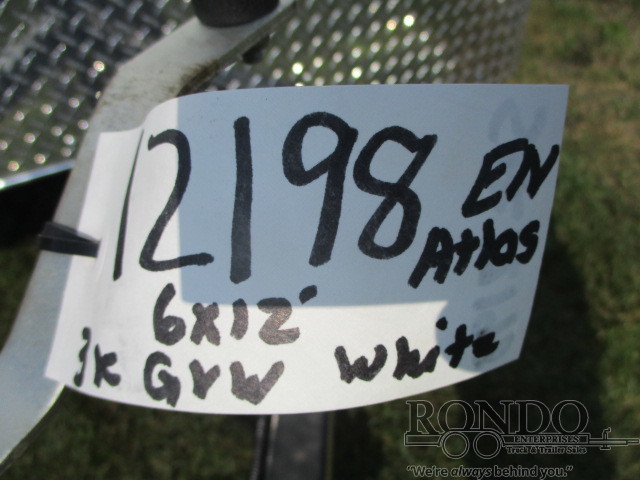 12198 EN
Atlas
6x12'
3K GVW White
RONDO
ENTERPRISES
Truck & Trailer Sales
"We're always behind you."